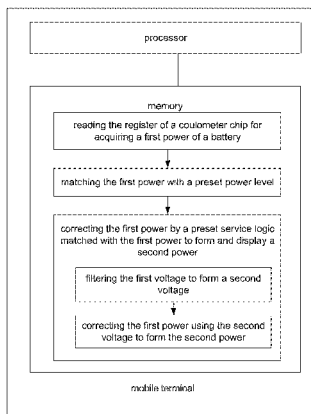 processor
memory
reading the register of a coulometer chip for
acquiring a first power of a battery
matching the first power with a preset power level
correcting the first power by a preset service logic
matched with the first power to form and display a
second power
filtering the first voltage to form a second
voltage
correcting the first power using the second
voltage to form the second power
mobile terminal